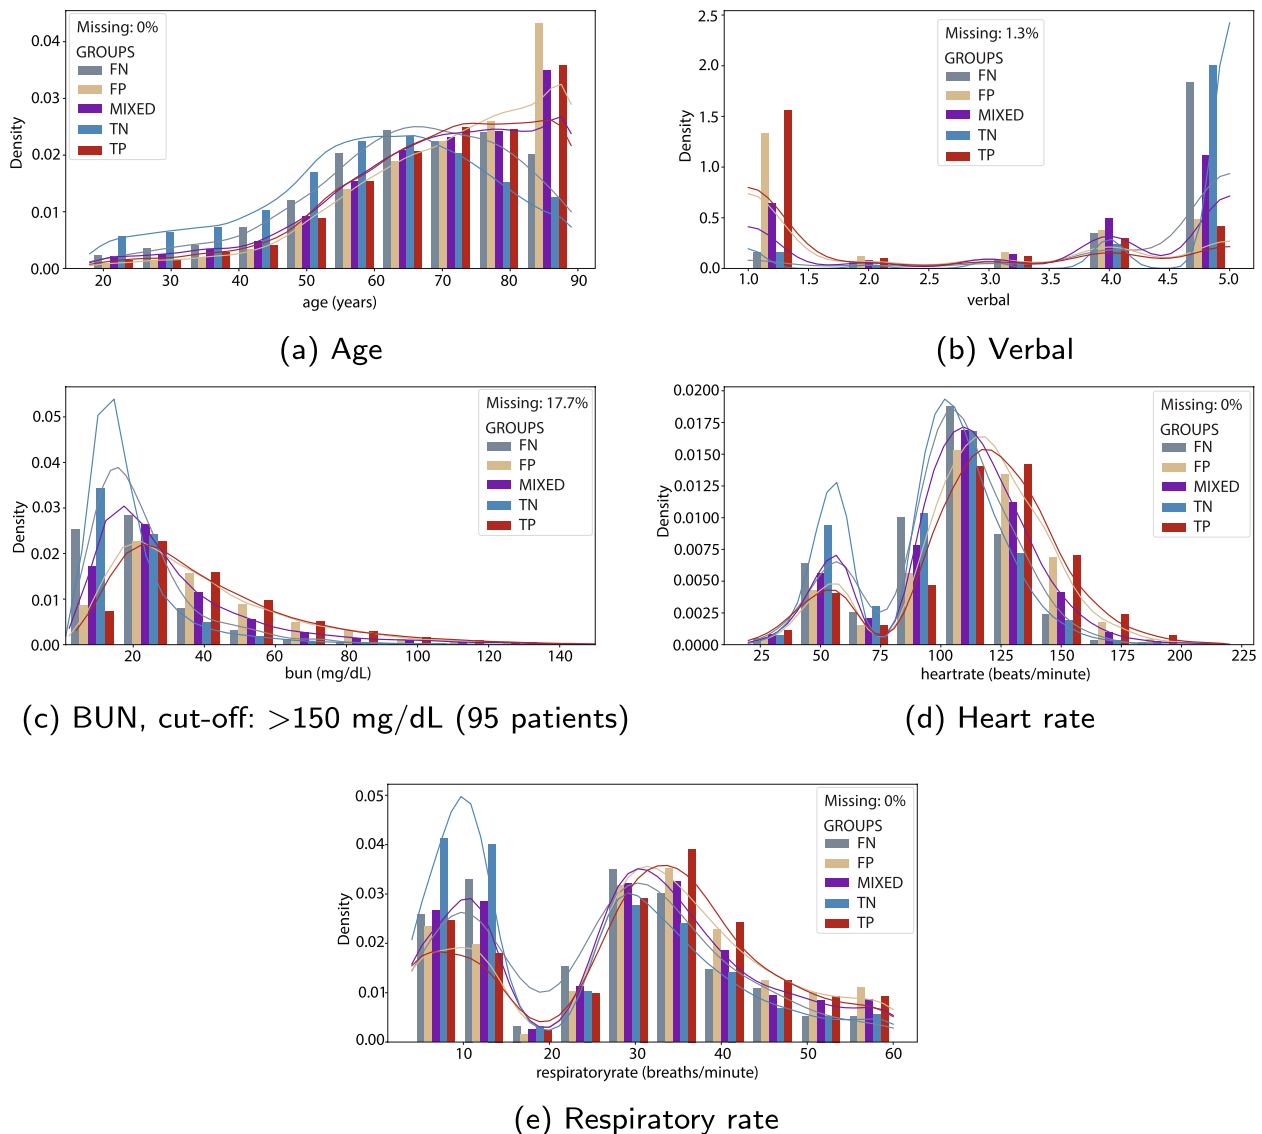 Missing: 0%
GROUPS
FN
FP
MIXED
TN
TP
Density
0.04
0.03
0.02
0.01
0.00
20 30 40 50 60 70 80 90
age (years)
(a) Age
Missing: 1.3%
GROUPS
FN
FP
MIXED
TN
TP
Density
2.5
2.0
1.5
1.0
0.5
0.0
1.0 1.5 2.0 2.5 3.0 3.5 4.0 4.5 5.0
verbal
(b) Verbal
Missing: 17.7%
GROUPS
FN
FP
MIXED
TN
TP
Density
0.05
0.04
0.03
0.02
0.01
0.00
20 40 60 80 100 120 140
bun (mg/dL)
(c) BUN, cut-off: >150 mg/dL (95 patients)
Missing: 0%
GROUPS
FN
FP
MIXED
TN
TP
Density
0.0200
0.0175
0.0150
0.0125
0.0100
0.0075
0.0050
0.0025
0.0000
25 50 75 100 125 150 175 200 225
heartrate (beats/minute)
(d) Heart rate
Missing: 0%
GROUPS
FN
FP
MIXED
TN
TP
Density
0.05
0.04
0.03
0.02
0.01
0.00
10 20 30 40 50 60
respiratoryrate (breaths/minute)
(e) Respiratory rate